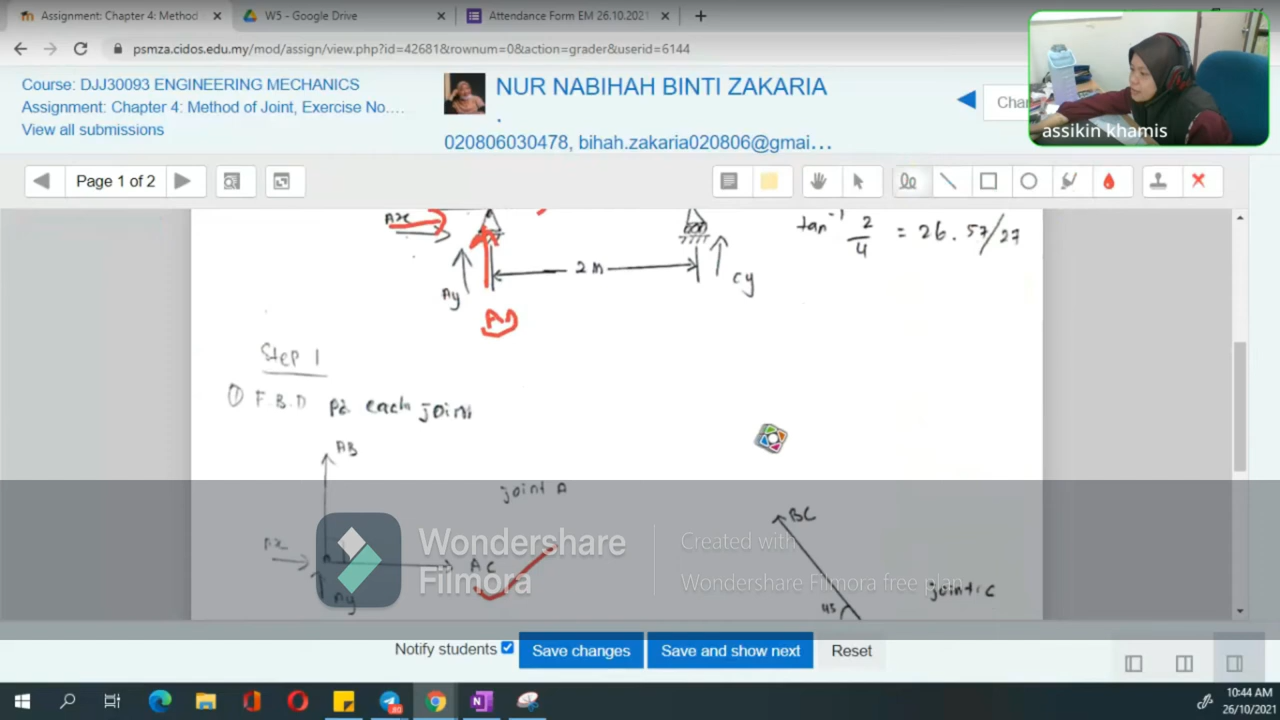 Assignment: Chapter 4: Method
W5 - Google Drive
Attendance Form EM 26.10.2021
psmza.cidos.edu.my/mod/assign/view.php?id=42681&rownum=0&action=grader&userid=6144
Course: DJJ30093 ENGINEERING MECHANICS
Assignment: Chapter 4: Method of Joint, Exercise No....
View all submissions
NUR NABIHAH BINTI ZAKARIA
.
020806030478, bihah.zakaria020806@gmai...
Chan
assikin khamis
Page 1 of 2
Ax
tan⁻¹ 2/4 = 26.57/27
2 m
Ay
Cy
Step 1
① F.B.D each joint
AB
joint A
Ax
AC
Ay
BC
45
joint C
Wondershare
Filmora
Created with
Wondershare Filmora free plan
Notify students
Save changes
Save and show next
Reset
80
10:44 AM
26/10/2021